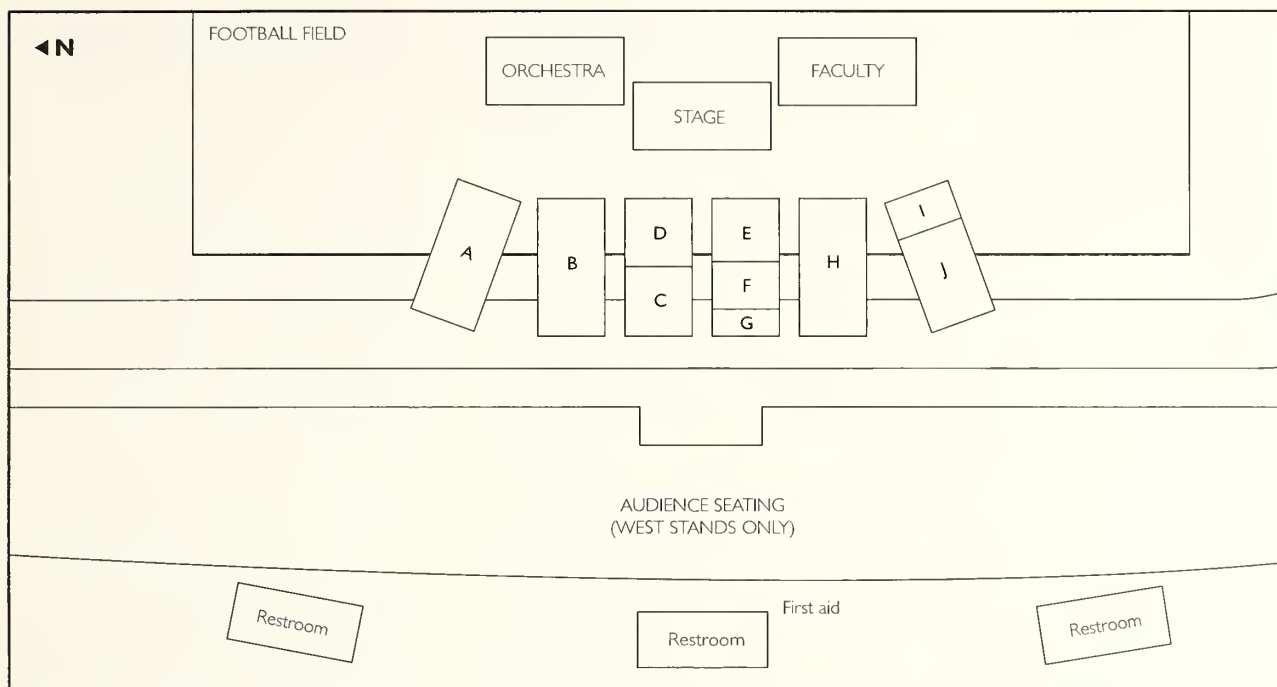 ◄N
FOOTBALL FIELD
ORCHESTRA
FACULTY
STAGE
A
B
D
C
E
F
G
H
I
J
AUDIENCE SEATING
(WEST STANDS ONLY)
First aid
Restroom
Restroom
Restroom